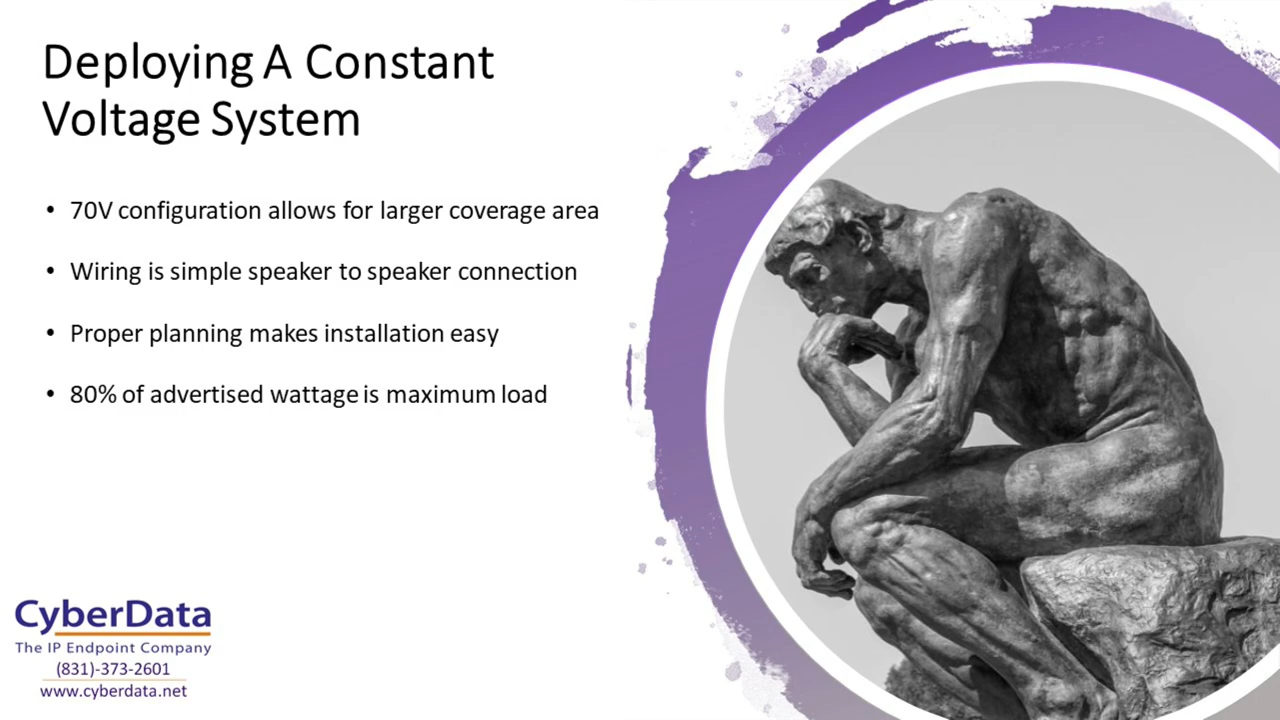 Deploying A Constant
Voltage System
• 70V configuration allows for larger coverage area
• Wiring is simple speaker to speaker connection
• Proper planning makes installation easy
• 80% of advertised wattage is maximum load
CyberData
The IP Endpoint Company
(831)-373-2601
www.cyberdata.net